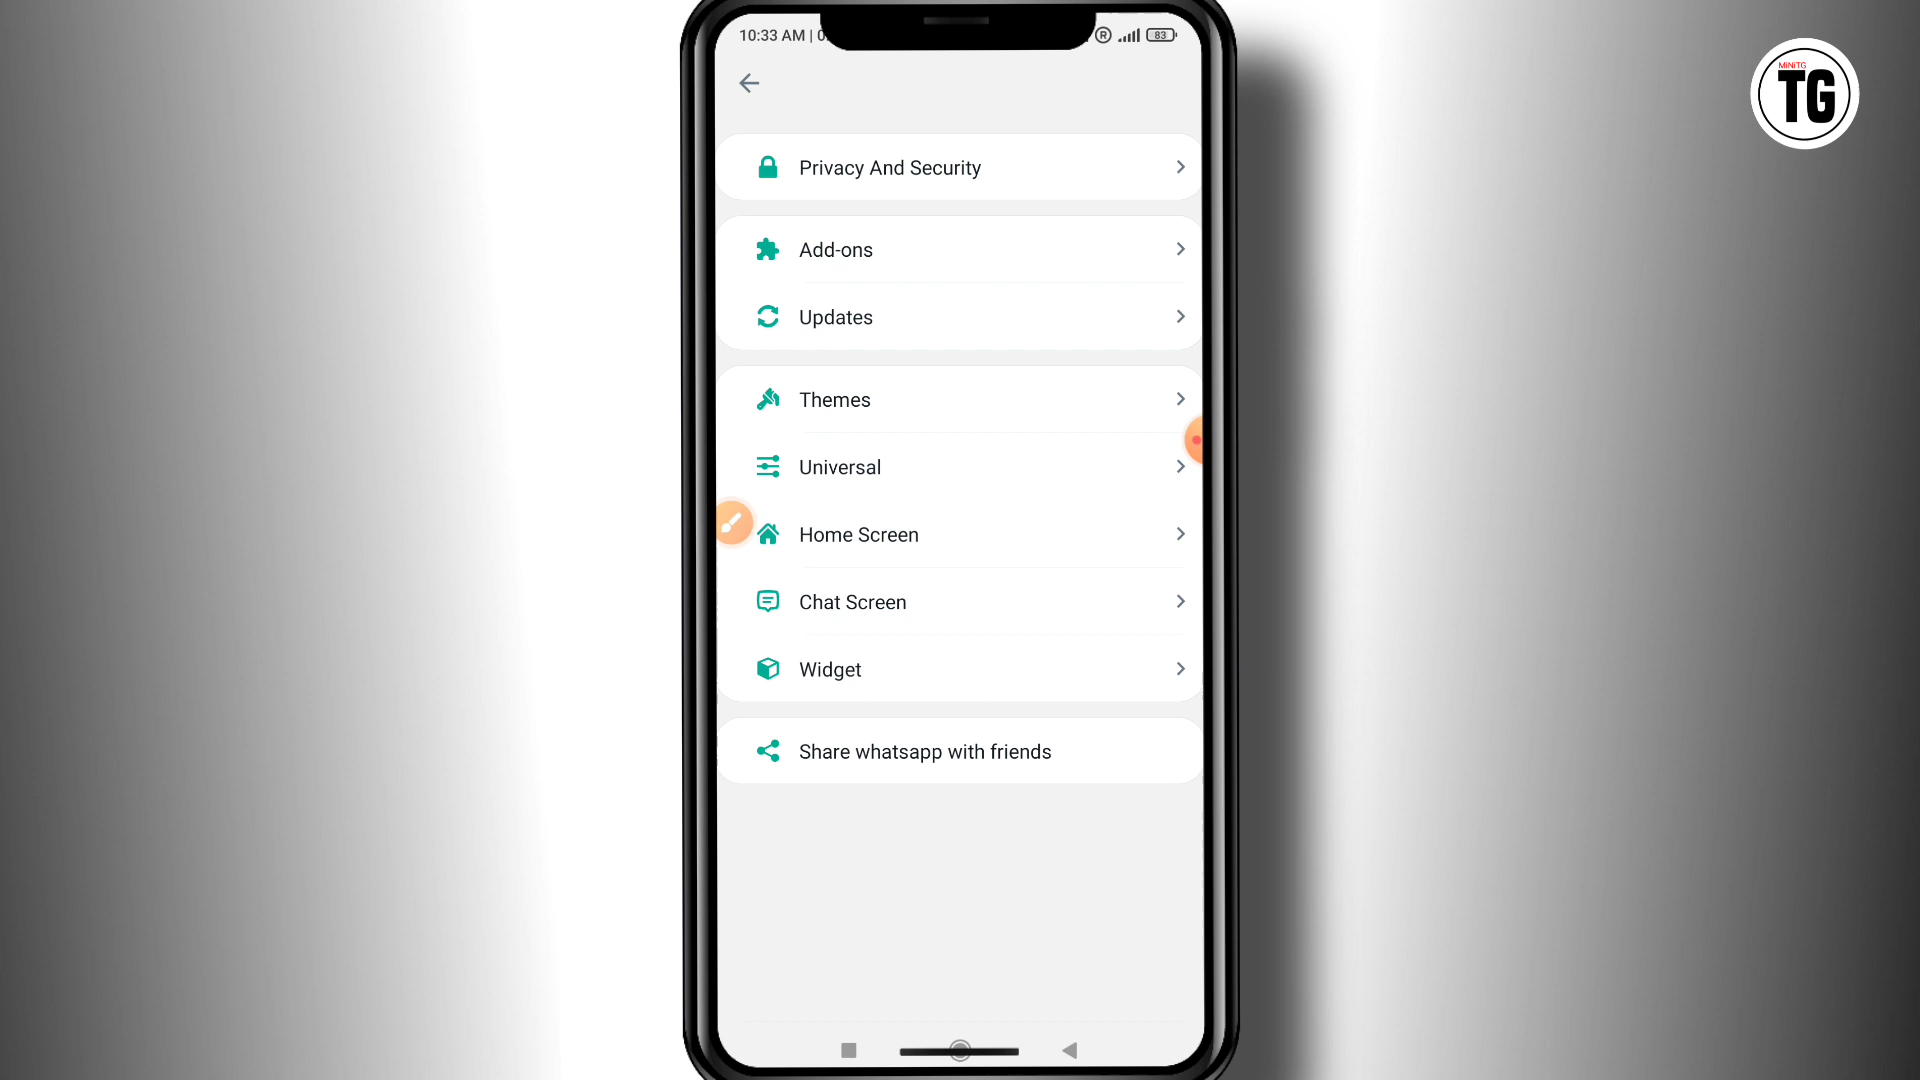 10:33 AM | 0
R
83
MiNiTG
TG
Privacy And Security
Add-ons
Updates
Themes
Universal
Home Screen
Chat Screen
Widget
Share whatsapp with friends